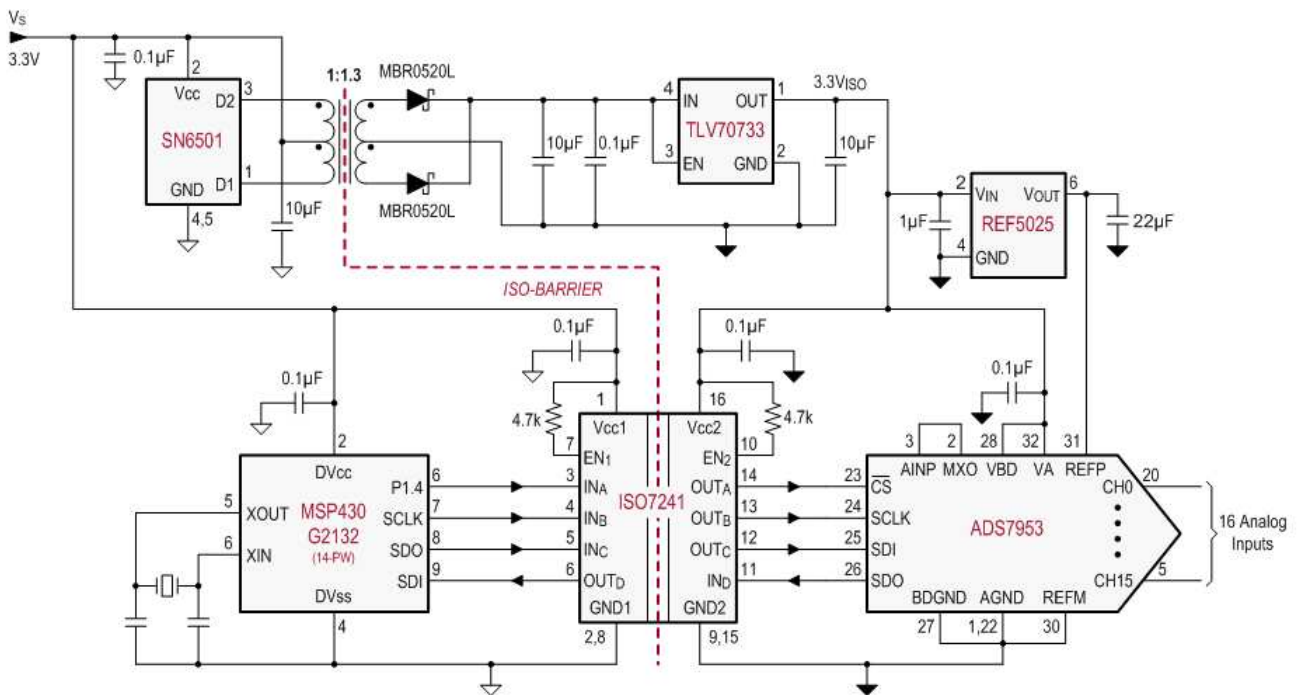 VS
3.3V
0.1µF
2
Vcc
D2
3
SN6501
D1
1
GND
4,5
10µF
1:1.3
MBR0520L
MBR0520L
10µF
0.1µF
4
IN
OUT
1
TLV70733
3
EN
GND
2
3.3VISO
10µF
2
VIN
VOUT
6
REF5025
1µF
4
GND
22µF
ISO-BARRIER
0.1µF
0.1µF
0.1µF
0.1µF
4.7k
4.7k
2
DVcc
5
XOUT
6
XIN
MSP430
G2132
(14-PW)
P1.4
6
SCLK
7
SDO
8
SDI
9
DVss
4
1
Vcc1
7
EN1
3
INA
4
INB
5
INC
6
OUTD
GND1
2,8
ISO7241
16
Vcc2
10
EN2
14
OUTA
13
OUTB
12
OUTC
11
IND
GND2
9,15
3
2
28
32
31
AINP
MXO
VBD
VA
REFP
23
CS
24
SCLK
25
SDI
26
SDO
ADS7953
CH0
20
CH15
5
16 Analog
Inputs
BDGND
AGND
REFM
27
1,22
30